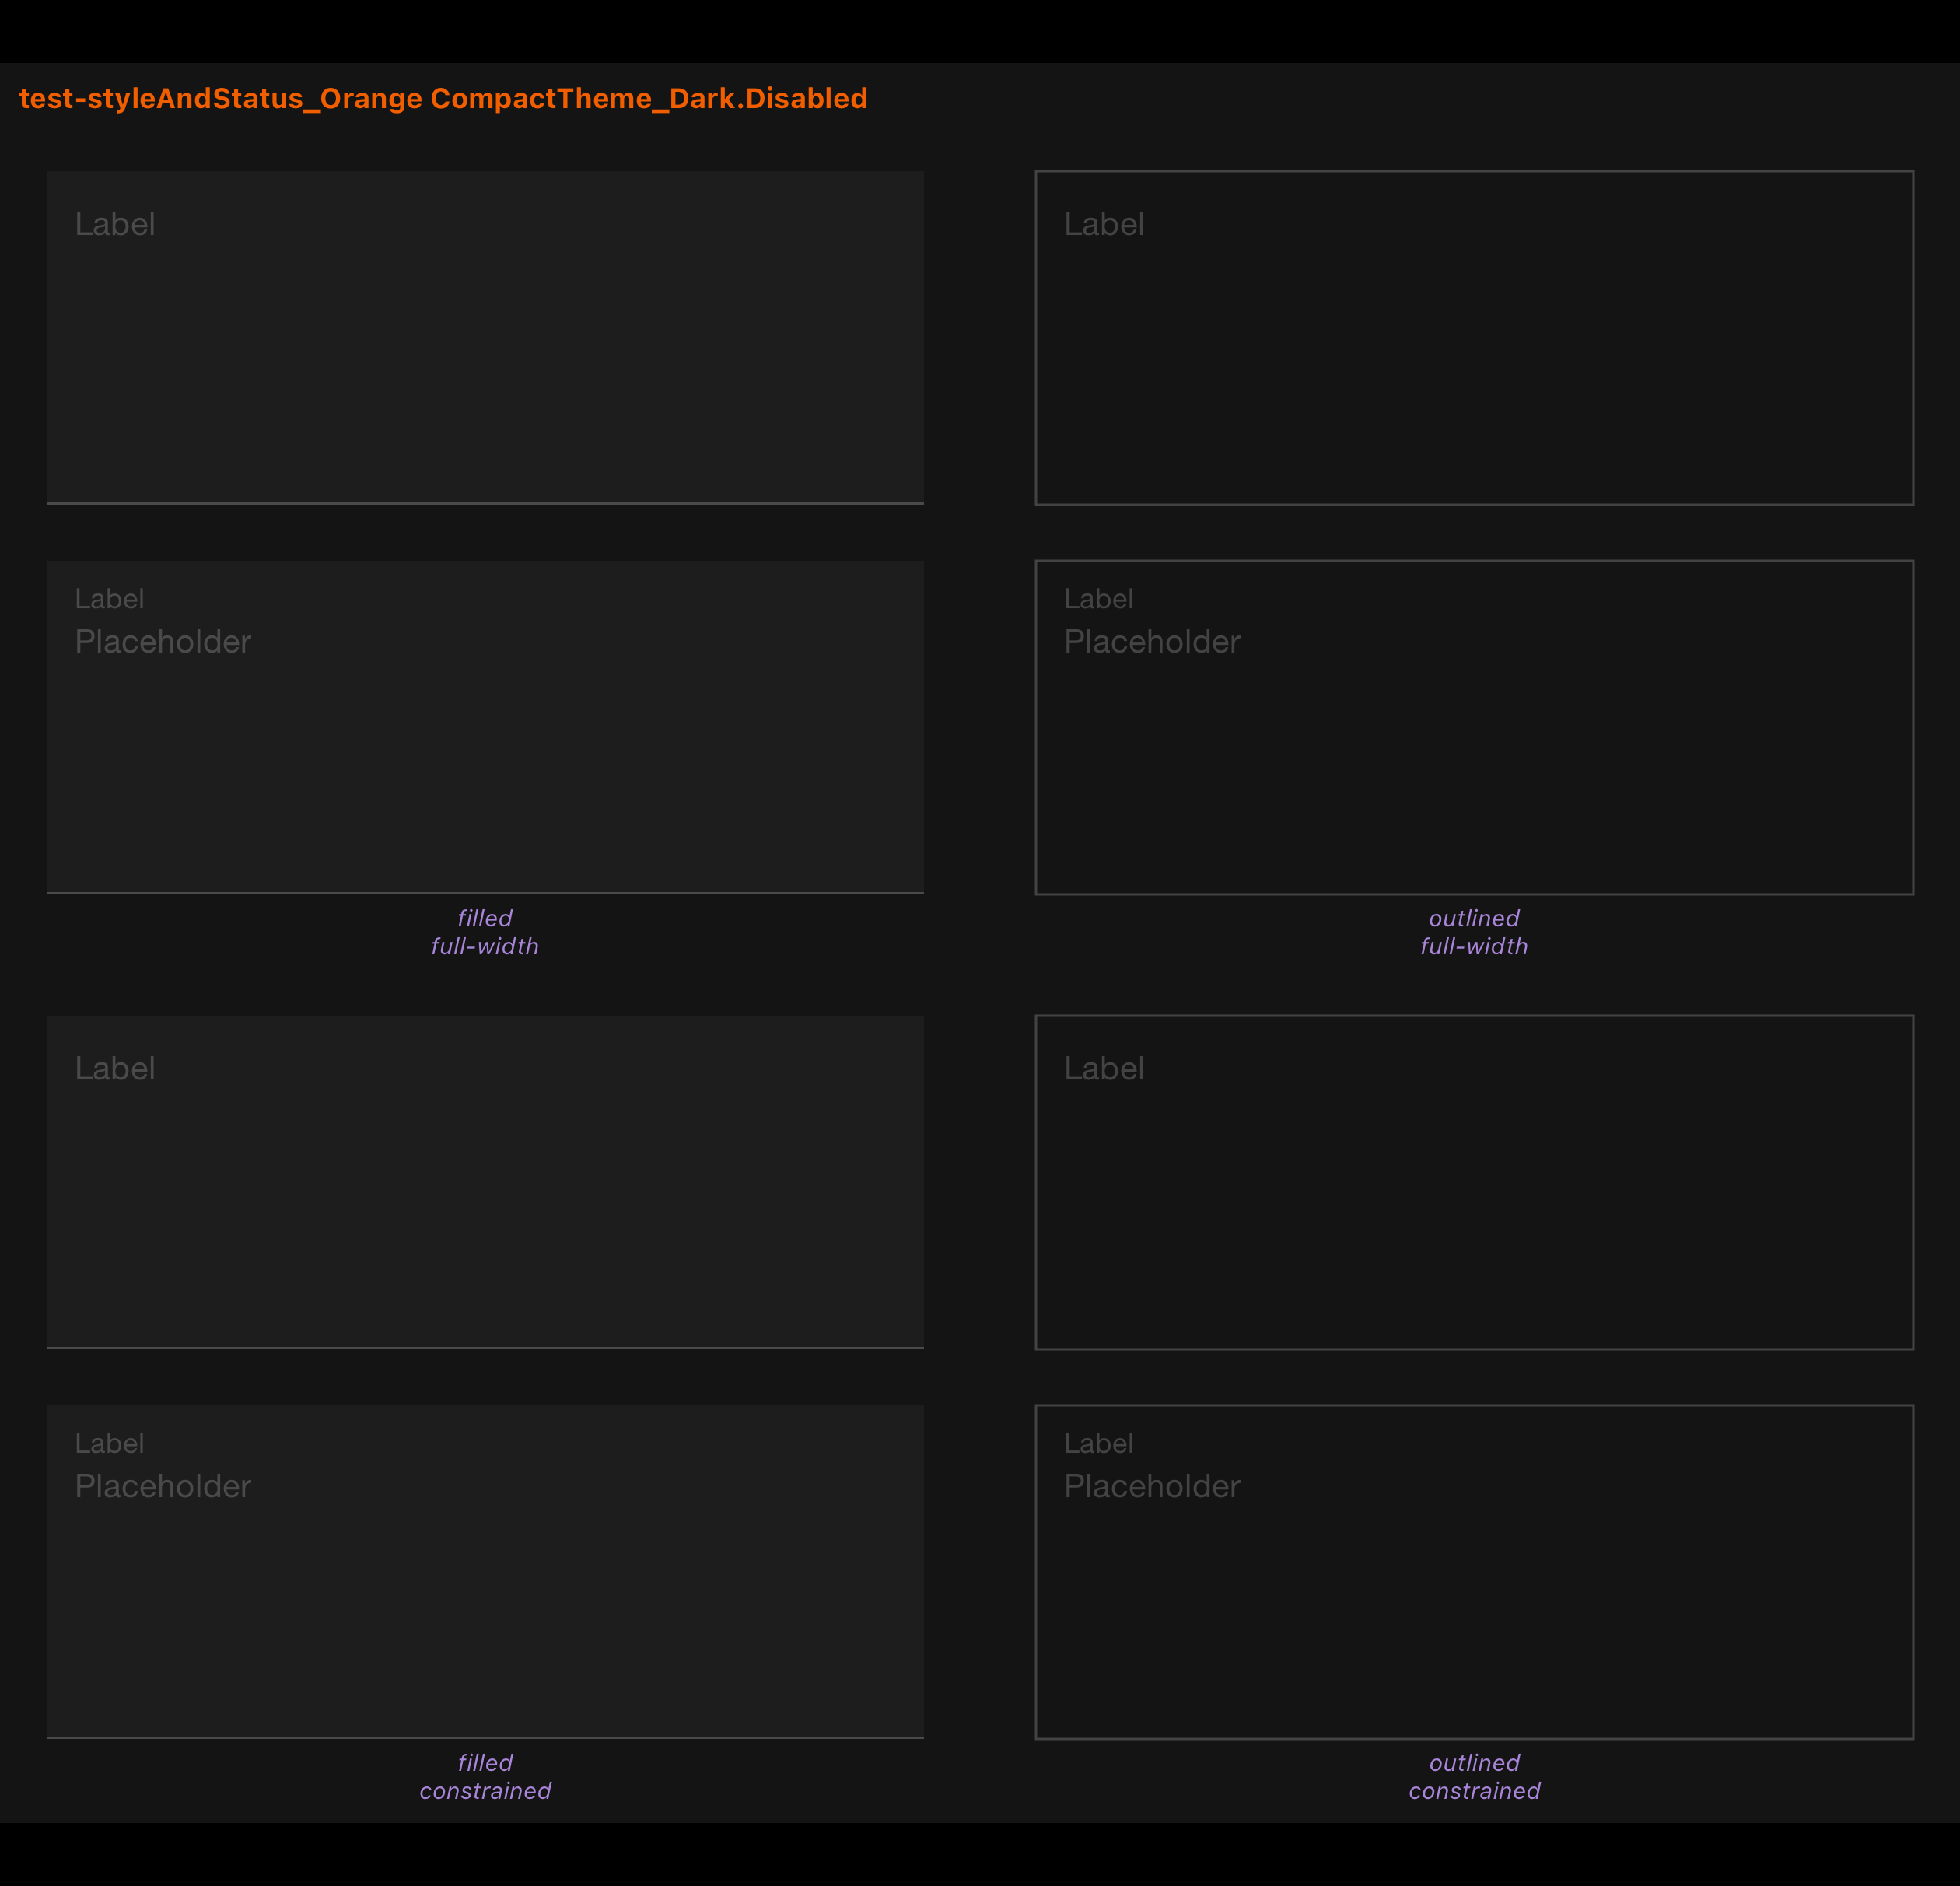 test-styleAndStatus_Orange CompactTheme_Dark.Disabled
Label
Label
Label
Placeholder
Label
Placeholder
filled
full-width
outlined
full-width
Label
Label
Label
Placeholder
Label
Placeholder
filled
constrained
outlined
constrained